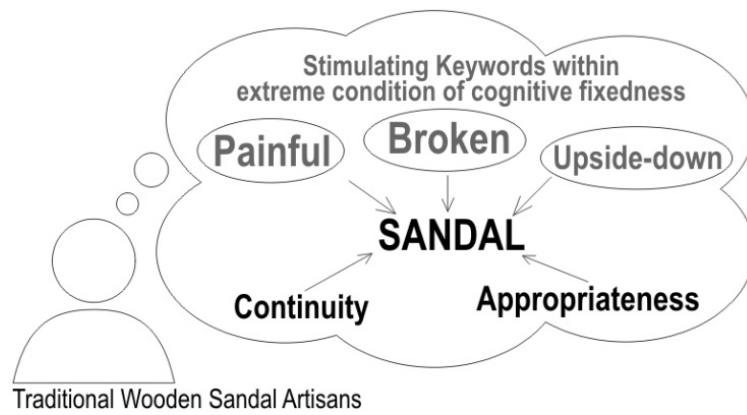 Stimulating Keywords within
extreme condition of cognitive fixedness
Painful
Broken
Upside-down
SANDAL
Continuity
Appropriateness
Traditional Wooden Sandal Artisans